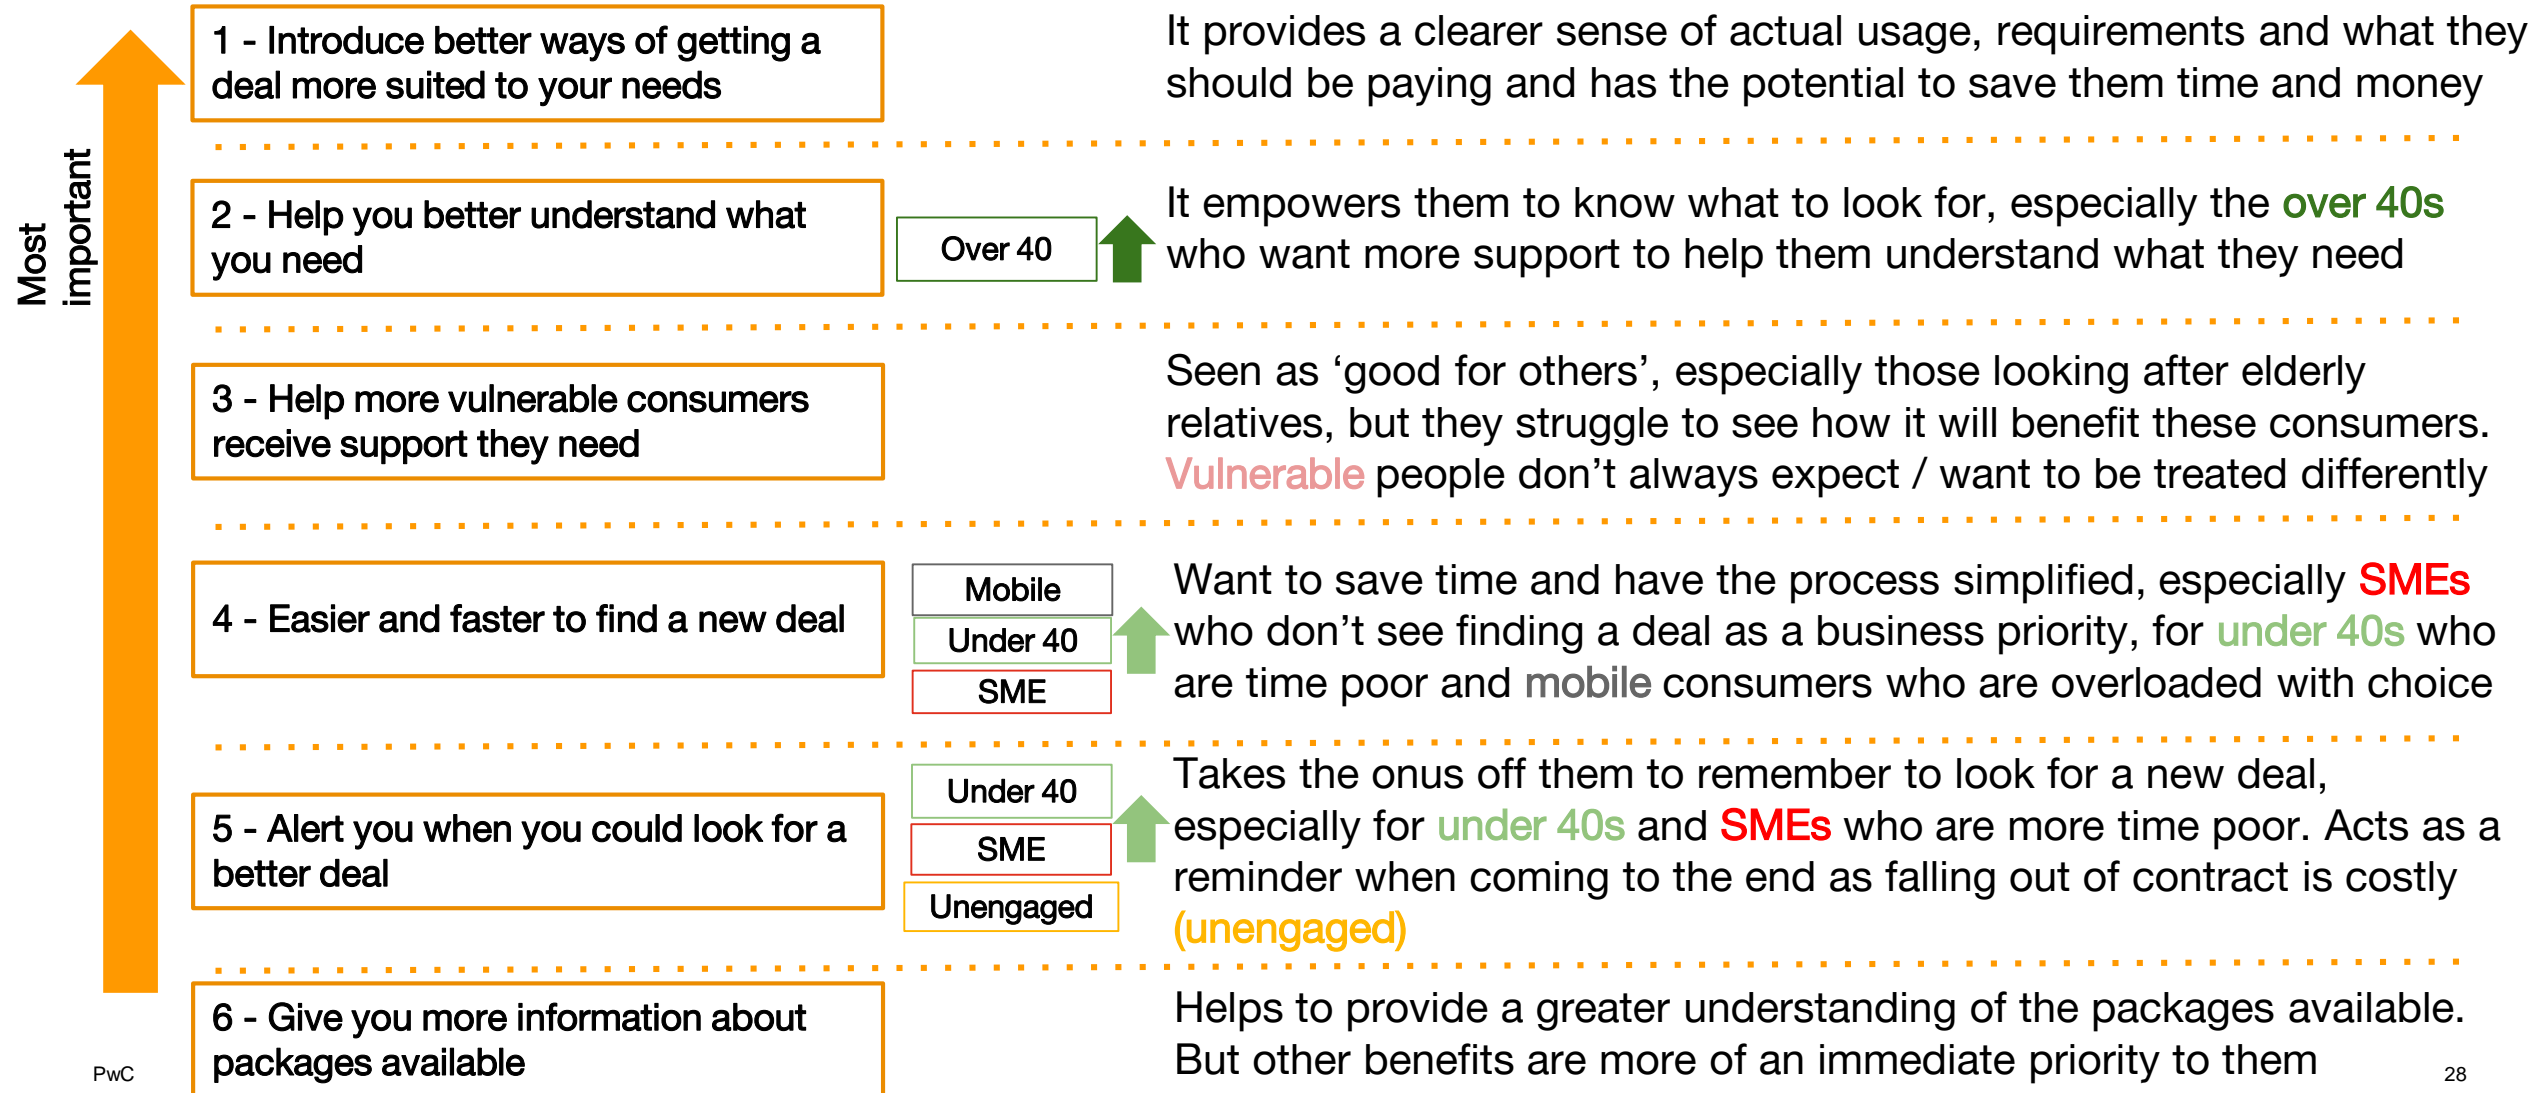 Most
important
1 - Introduce better ways of getting a
deal more suited to your needs
It provides a clearer sense of actual usage, requirements and what they
should be paying and has the potential to save them time and money
2 - Help you better understand what
you need
Over 40
It empowers them to know what to look for, especially the over 40s
who want more support to help them understand what they need
3 - Help more vulnerable consumers
receive support they need
Seen as ‘good for others’, especially those looking after elderly
relatives, but they struggle to see how it will benefit these consumers.
Vulnerable people don’t always expect / want to be treated differently
4 - Easier and faster to find a new deal
Mobile
Under 40
SME
Want to save time and have the process simplified, especially SMEs
who don’t see finding a deal as a business priority, for under 40s who
are time poor and mobile consumers who are overloaded with choice
5 - Alert you when you could look for a
better deal
Under 40
SME
Unengaged
Takes the onus off them to remember to look for a new deal,
especially for under 40s and SMEs who are more time poor. Acts as a
reminder when coming to the end as falling out of contract is costly
(unengaged)
6 - Give you more information about
packages available
Helps to provide a greater understanding of the packages available.
But other benefits are more of an immediate priority to them
PwC
28